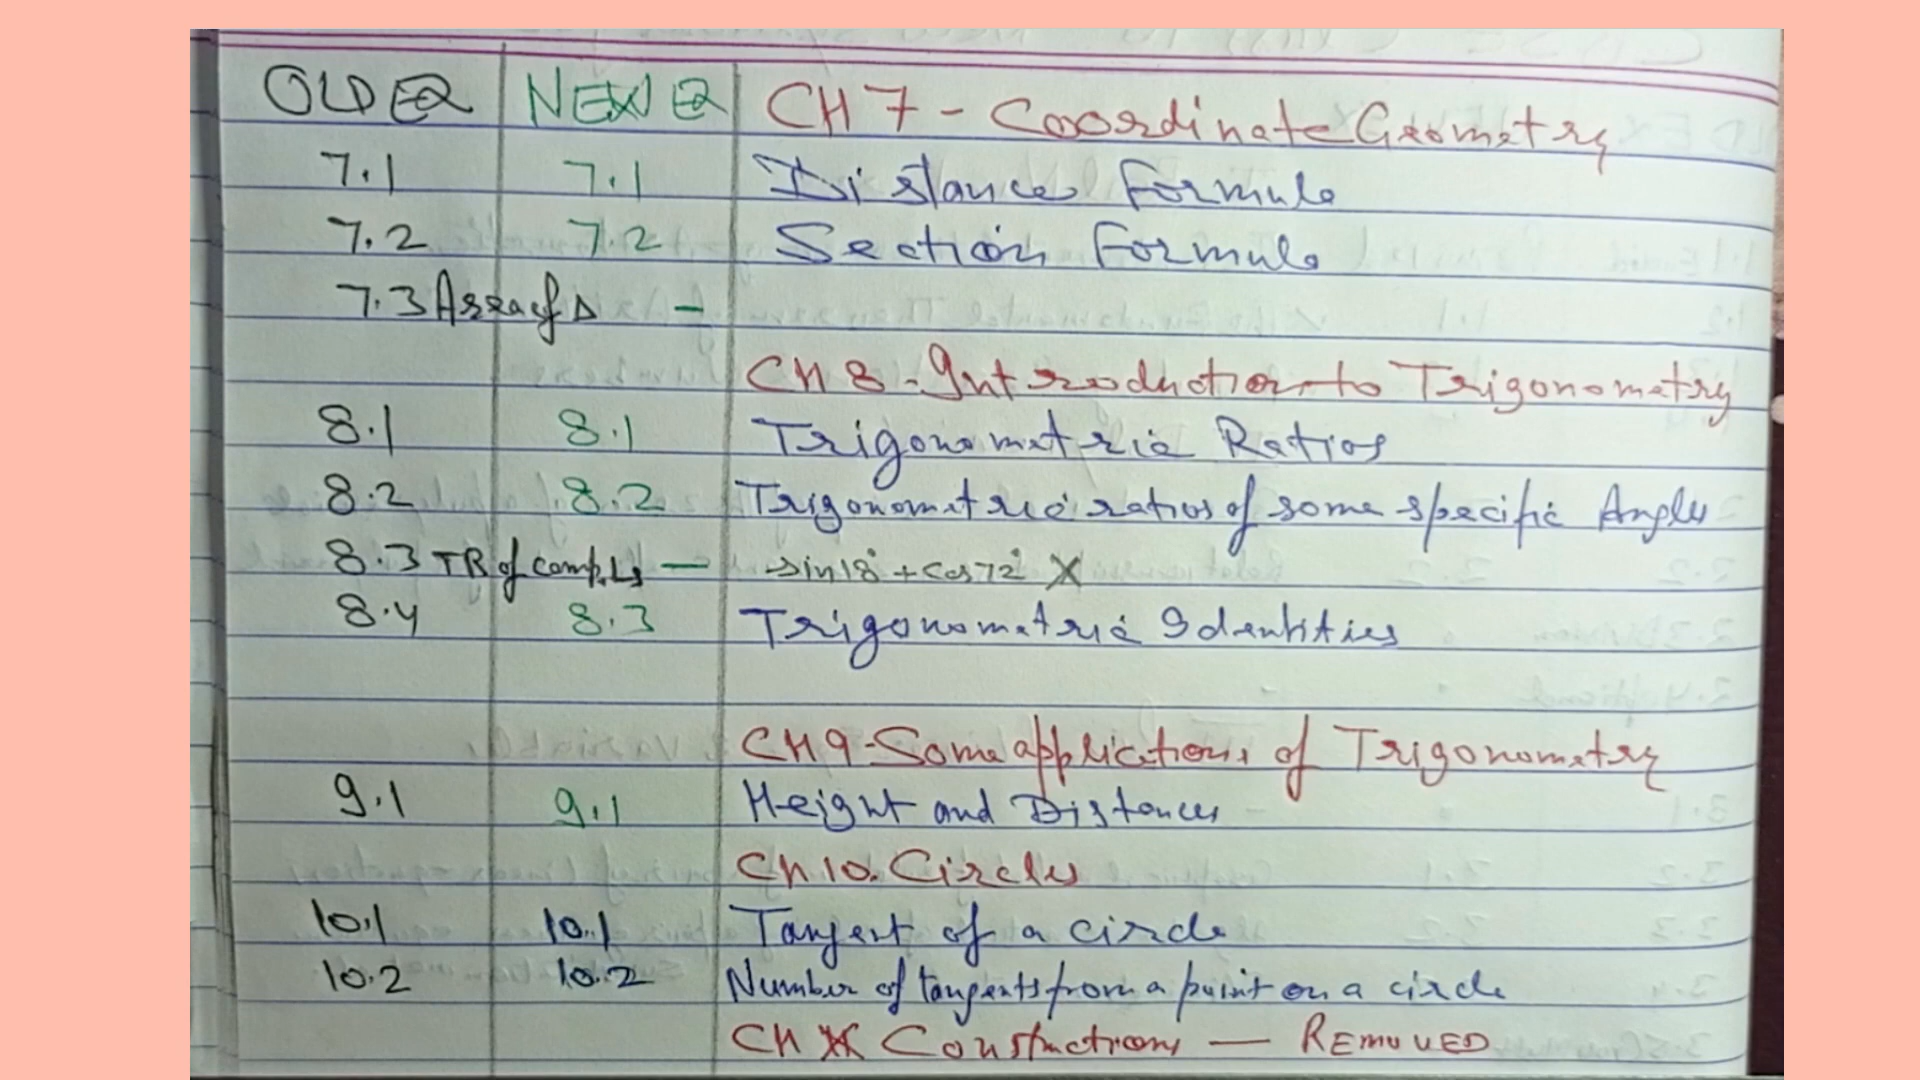 OLD EQ NEW EQ CH 7 - Coordinate Geometry
7.1 7.1 Distance Formula
7.2 7.2 Section Formula
7.3 Area of Δ -
CH 8 - Introduction to Trigonometry
8.1 8.1 Trigonometric Ratios
8.2 8.2 Trigonometric ratios of some specific Angles
8.3 TR of comp. ∠s - sin18° + cos72° X
8.4 8.3 Trigonometric Identities
CH 9 - Some applications of Trigonometry
9.1 9.1 Height and Distances
CH 10. Circles
10.1 10.1 Tangent of a circle
10.2 10.2 Number of tangents from a point on a circle
CH Constructions — REMOVED